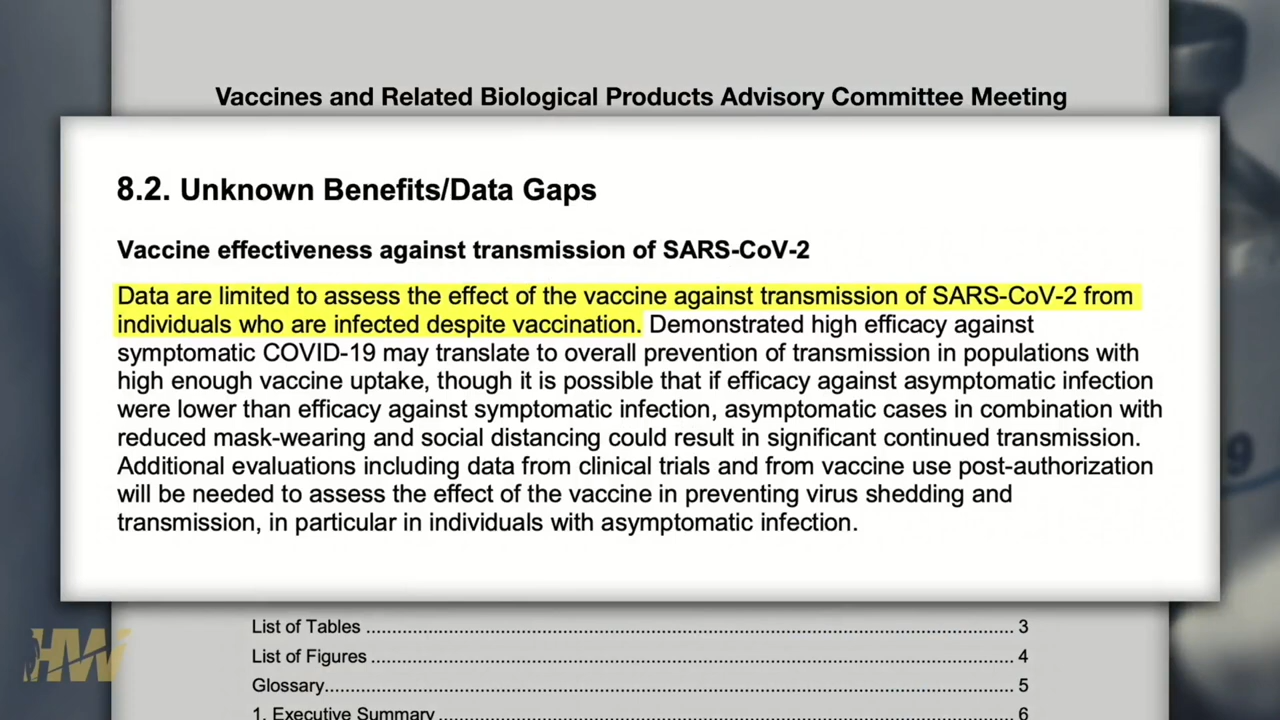 Vaccines and Related Biological Products Advisory Committee Meeting
8.2. Unknown Benefits/Data Gaps
Vaccine effectiveness against transmission of SARS-CoV-2
Data are limited to assess the effect of the vaccine against transmission of SARS-CoV-2 from
individuals who are infected despite vaccination. Demonstrated high efficacy against
symptomatic COVID-19 may translate to overall prevention of transmission in populations with
high enough vaccine uptake, though it is possible that if efficacy against asymptomatic infection
were lower than efficacy against symptomatic infection, asymptomatic cases in combination with
reduced mask-wearing and social distancing could result in significant continued transmission.
Additional evaluations including data from clinical trials and from vaccine use post-authorization
will be needed to assess the effect of the vaccine in preventing virus shedding and
transmission, in particular in individuals with asymptomatic infection.
List of Tables ........ 3
List of Figures ........ 4
Glossary........ 5
1. Executive Summary ........ 6
HW
9